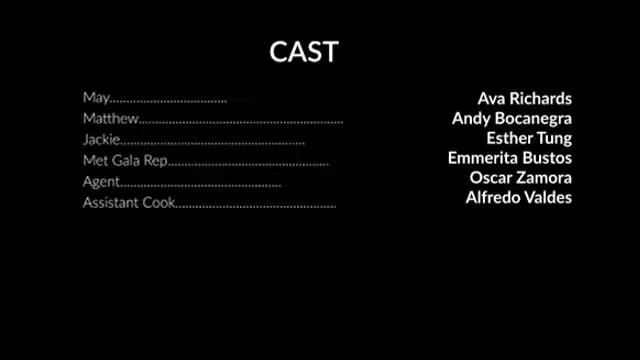 CAST
May.................................... Ava Richards
Matthew.............................................................. Andy Bocanegra
Jackie........................................................ Esther Tung
Met Gala Rep................................................. Emmerita Bustos
Agent................................................. Oscar Zamora
Assistant Cook................................................. Alfredo Valdes